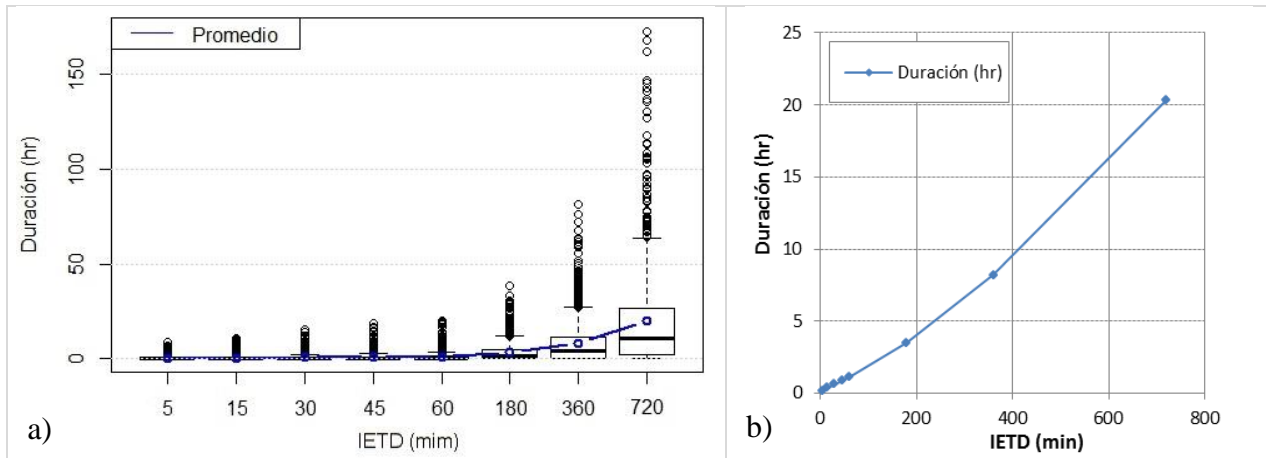 Promedio
Duración (hr)
150
100
50
0
5 15 30 45 60 180 360 720
IETD (mim)
a)
Duración (hr)
Duración (hr)
25
20
15
10
5
0
0 200 400 600 800
IETD (min)
b)